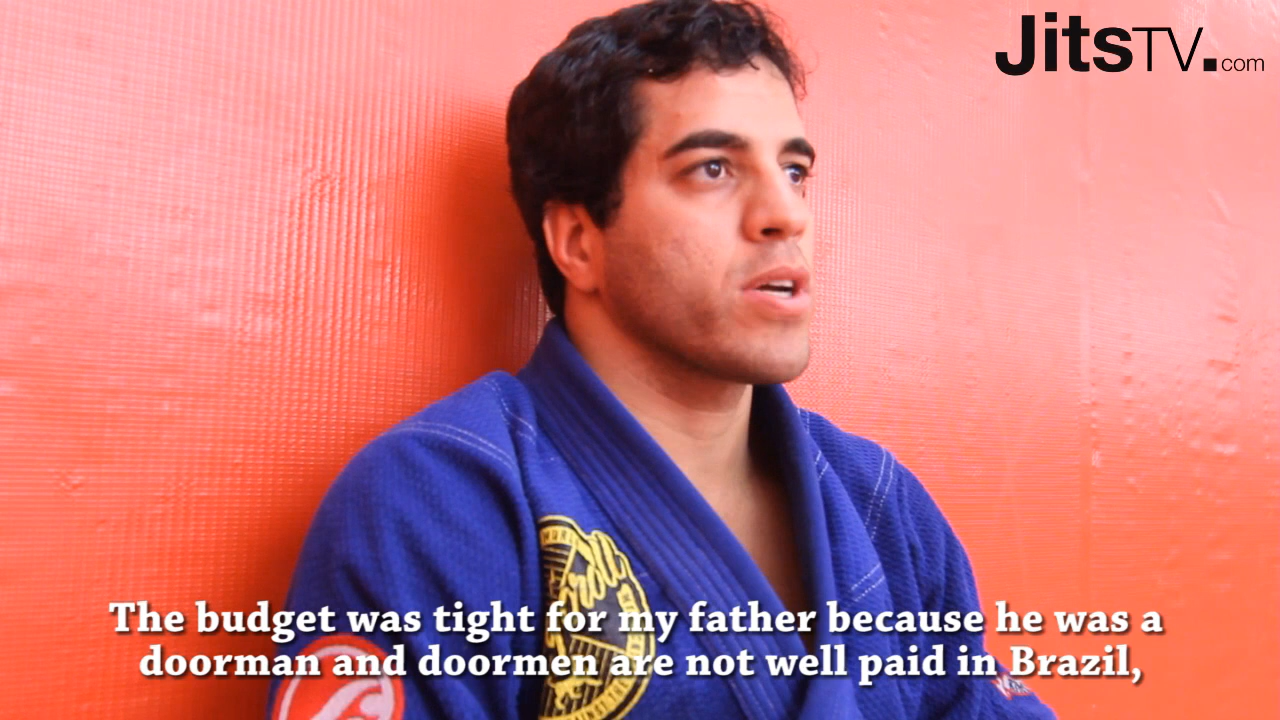 JitsTV.com
The budget was tight for my father because he was a
doorman and doormen are not well paid in Brazil,